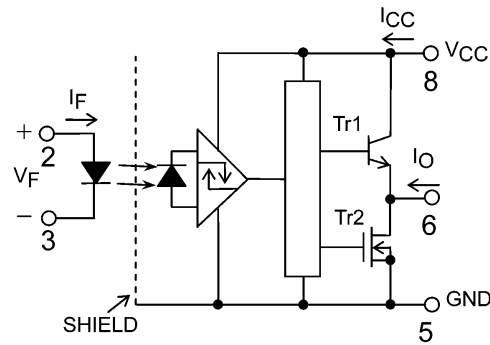 ICC
VCC
8
IF
+
2
VF
−
3
Tr1
IO
6
Tr2
GND
5
SHIELD